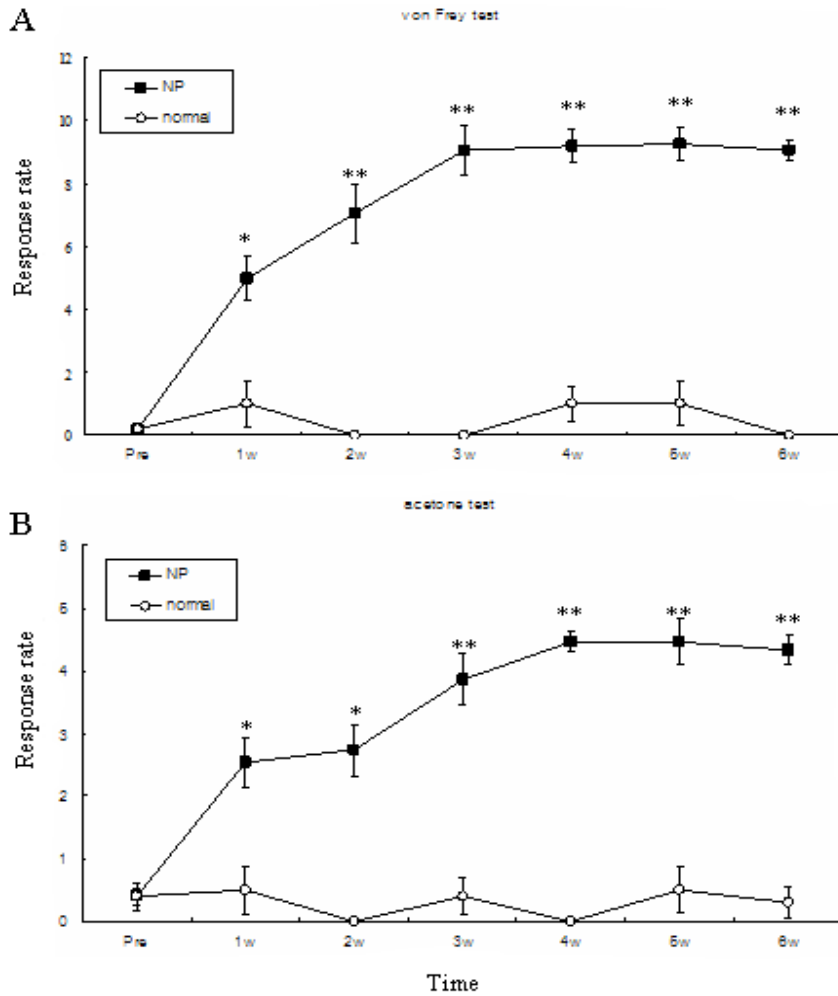 A
von Frey test
12
10
8
6
4
2
0
Response rate
NP
normal
*
**
**
**
**
**
Pre 1w 2w 3w 4w 5w 6w
B
acetone test
6
5
4
3
2
1
0
Response rate
NP
normal
*
*
**
**
**
**
Pre 1w 2w 3w 4w 5w 6w
Time